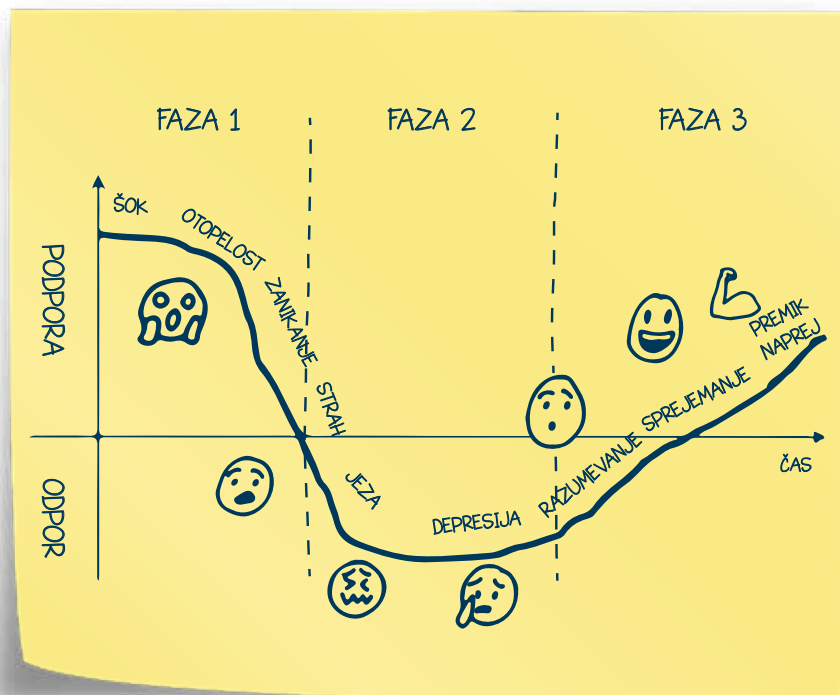 FAZA 1
FAZA 2
FAZA 3
ŠOK
OTOPELOST
ZANIKANJE
STRAH
JEZA
DEPRESIJA
RAZUMEVANJE
SPREJEMANJE
PREMIK
NAPREJ
PODPORA
ODPOR
ČAS